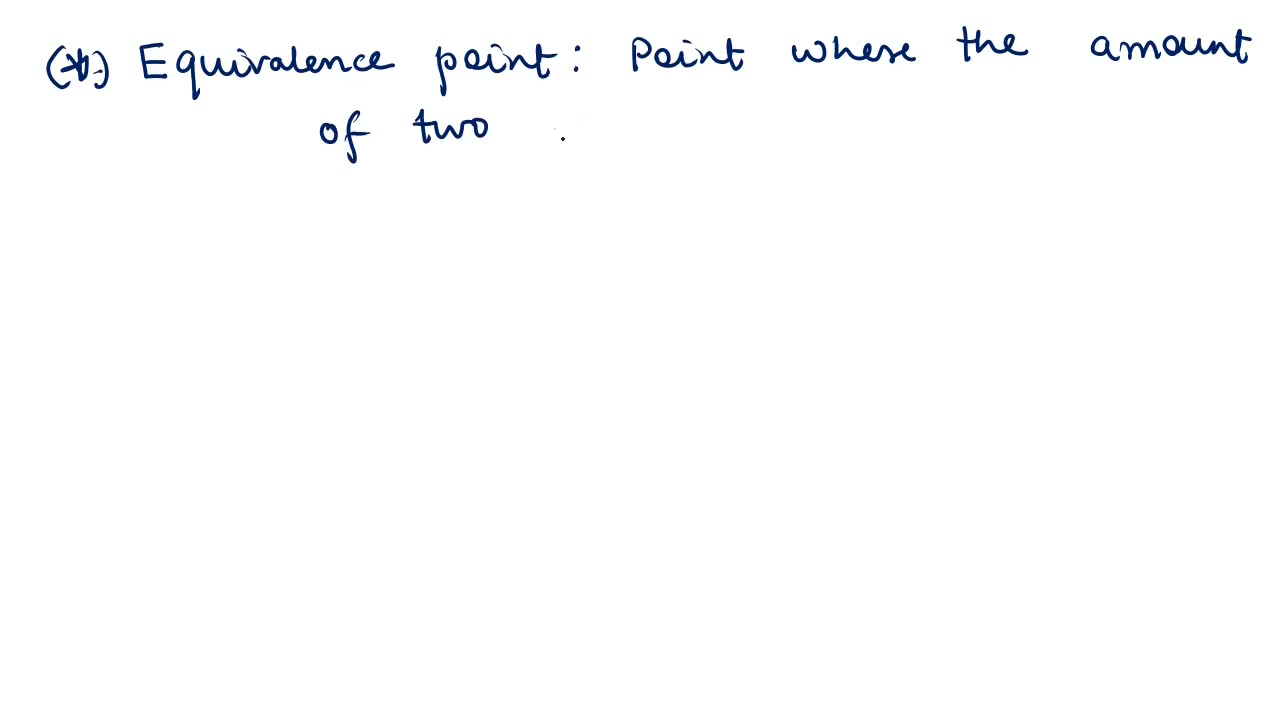 (*) Equivalence point: Point where the amount
of two